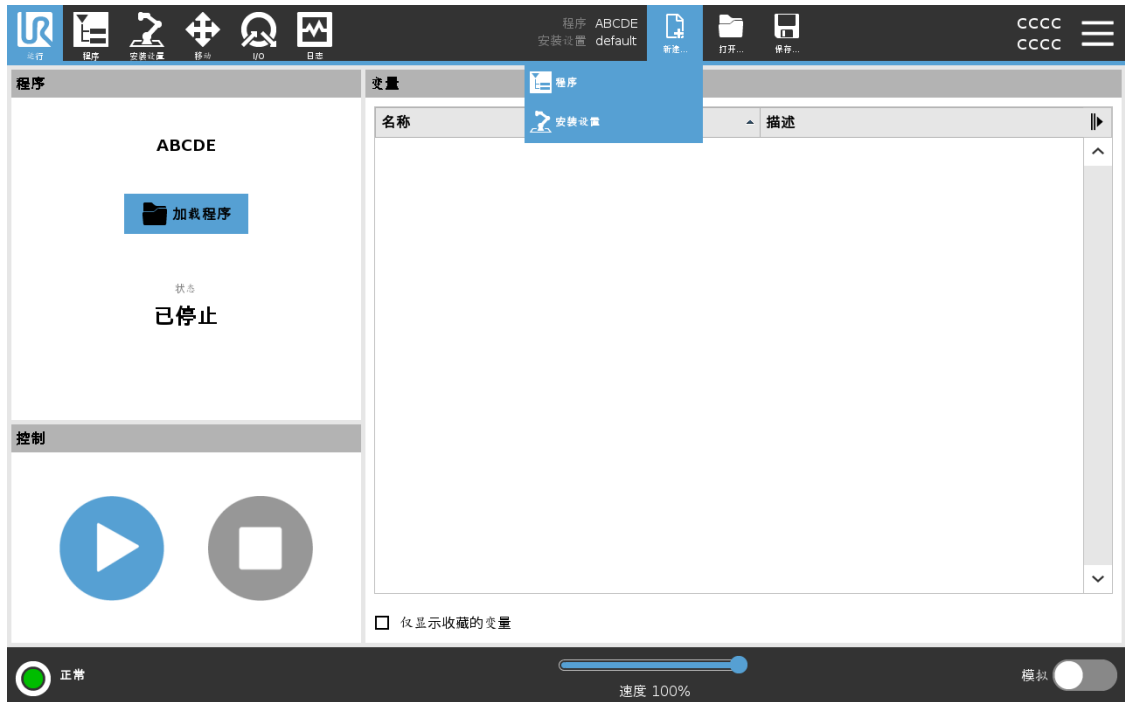 UR
运行
程序
安装设置
移动
I/O
日志
程序 ABCDE
安装设置 default
新建...
打开...
保存...
CCCC
CCCC
程序
安装设置
程序
ABCDE
加载程序
状态
已停止
控制
变量
名称
描述
仅显示收藏的变量
正常
速度 100%
模拟